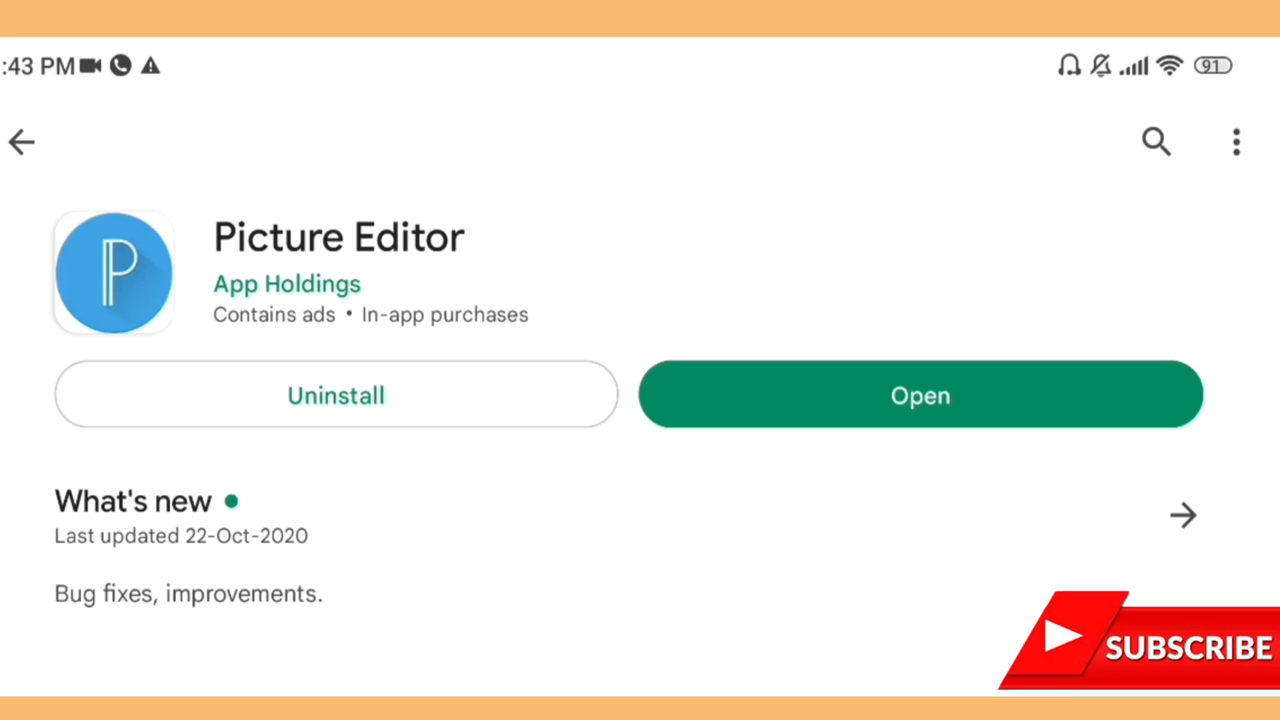 :43 PM
91
Picture Editor
App Holdings
Contains ads • In-app purchases
Uninstall
Open
What's new
Last updated 22-Oct-2020
Bug fixes, improvements.
SUBSCRIBE